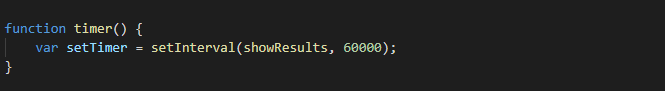 function timer() {
    var setTimer = setInterval(showResults, 60000);
}